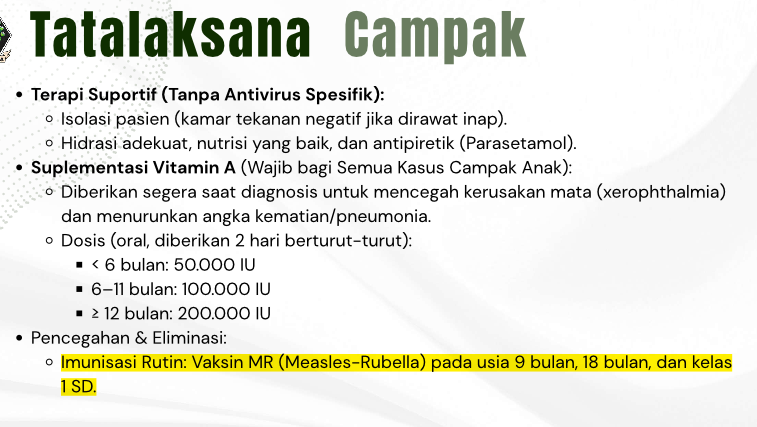 Tatalaksana Campak
• Terapi Suportif (Tanpa Antivirus Spesifik):
◦ Isolasi pasien (kamar tekanan negatif jika dirawat inap).
◦ Hidrasi adekuat, nutrisi yang baik, dan antipiretik (Parasetamol).
• Suplementasi Vitamin A (Wajib bagi Semua Kasus Campak Anak):
◦ Diberikan segera saat diagnosis untuk mencegah kerusakan mata (xerophthalmia)
dan menurunkan angka kematian/pneumonia.
◦ Dosis (oral, diberikan 2 hari berturut-turut):
▪ < 6 bulan: 50.000 IU
▪ 6–11 bulan: 100.000 IU
▪ ≥ 12 bulan: 200.000 IU
• Pencegahan & Eliminasi:
◦ Imunisasi Rutin: Vaksin MR (Measles-Rubella) pada usia 9 bulan, 18 bulan, dan kelas
1 SD.